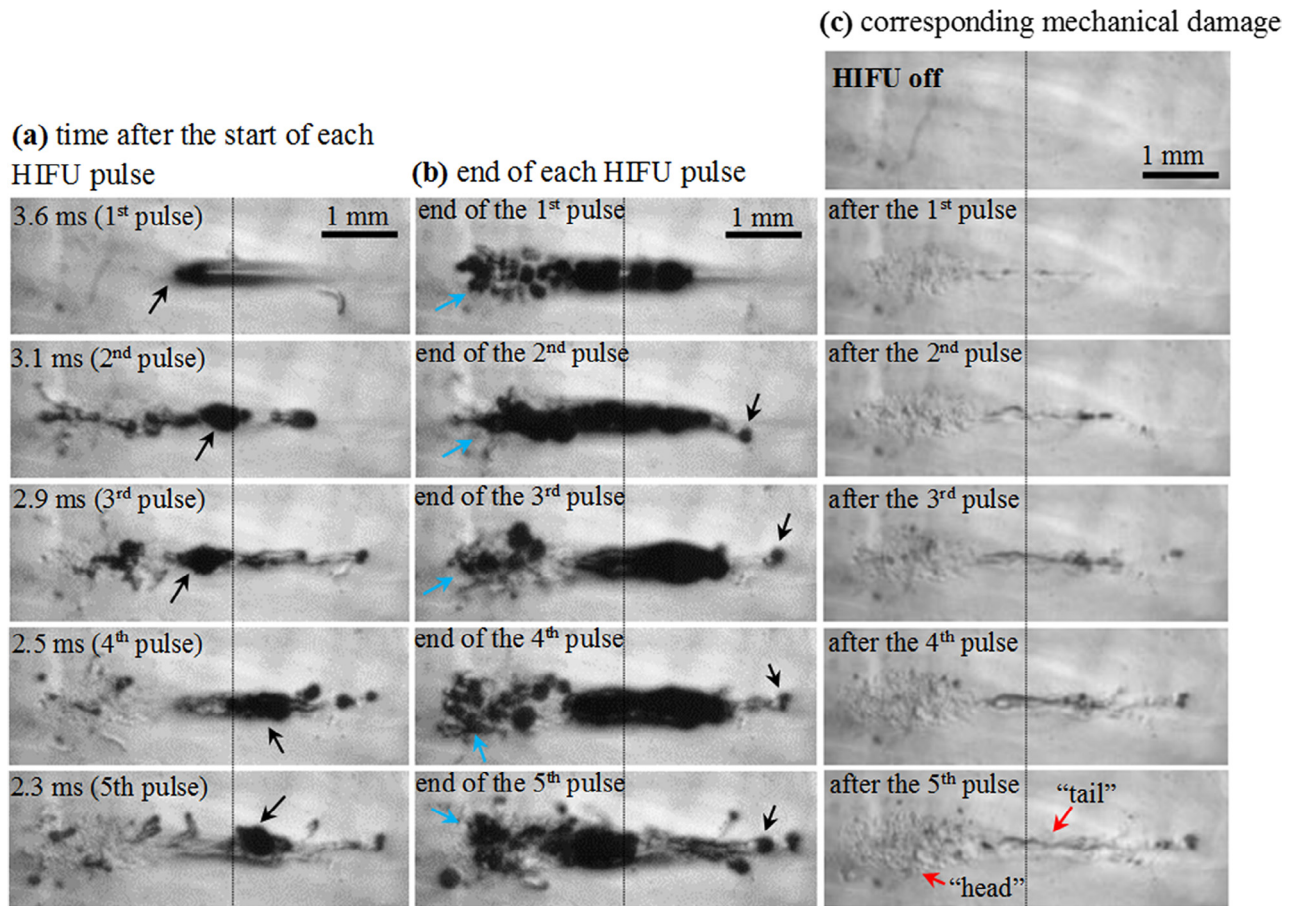 (c) corresponding mechanical damage
HIFU off
1 mm
(a) time after the start of each
HIFU pulse
3.6 ms (1st pulse)
1 mm
3.1 ms (2nd pulse)
2.9 ms (3rd pulse)
2.5 ms (4th pulse)
2.3 ms (5th pulse)
(b) end of each HIFU pulse
end of the 1st pulse
1 mm
end of the 2nd pulse
end of the 3rd pulse
end of the 4th pulse
end of the 5th pulse
after the 1st pulse
after the 2nd pulse
after the 3rd pulse
after the 4th pulse
after the 5th pulse
“tail”
“head”